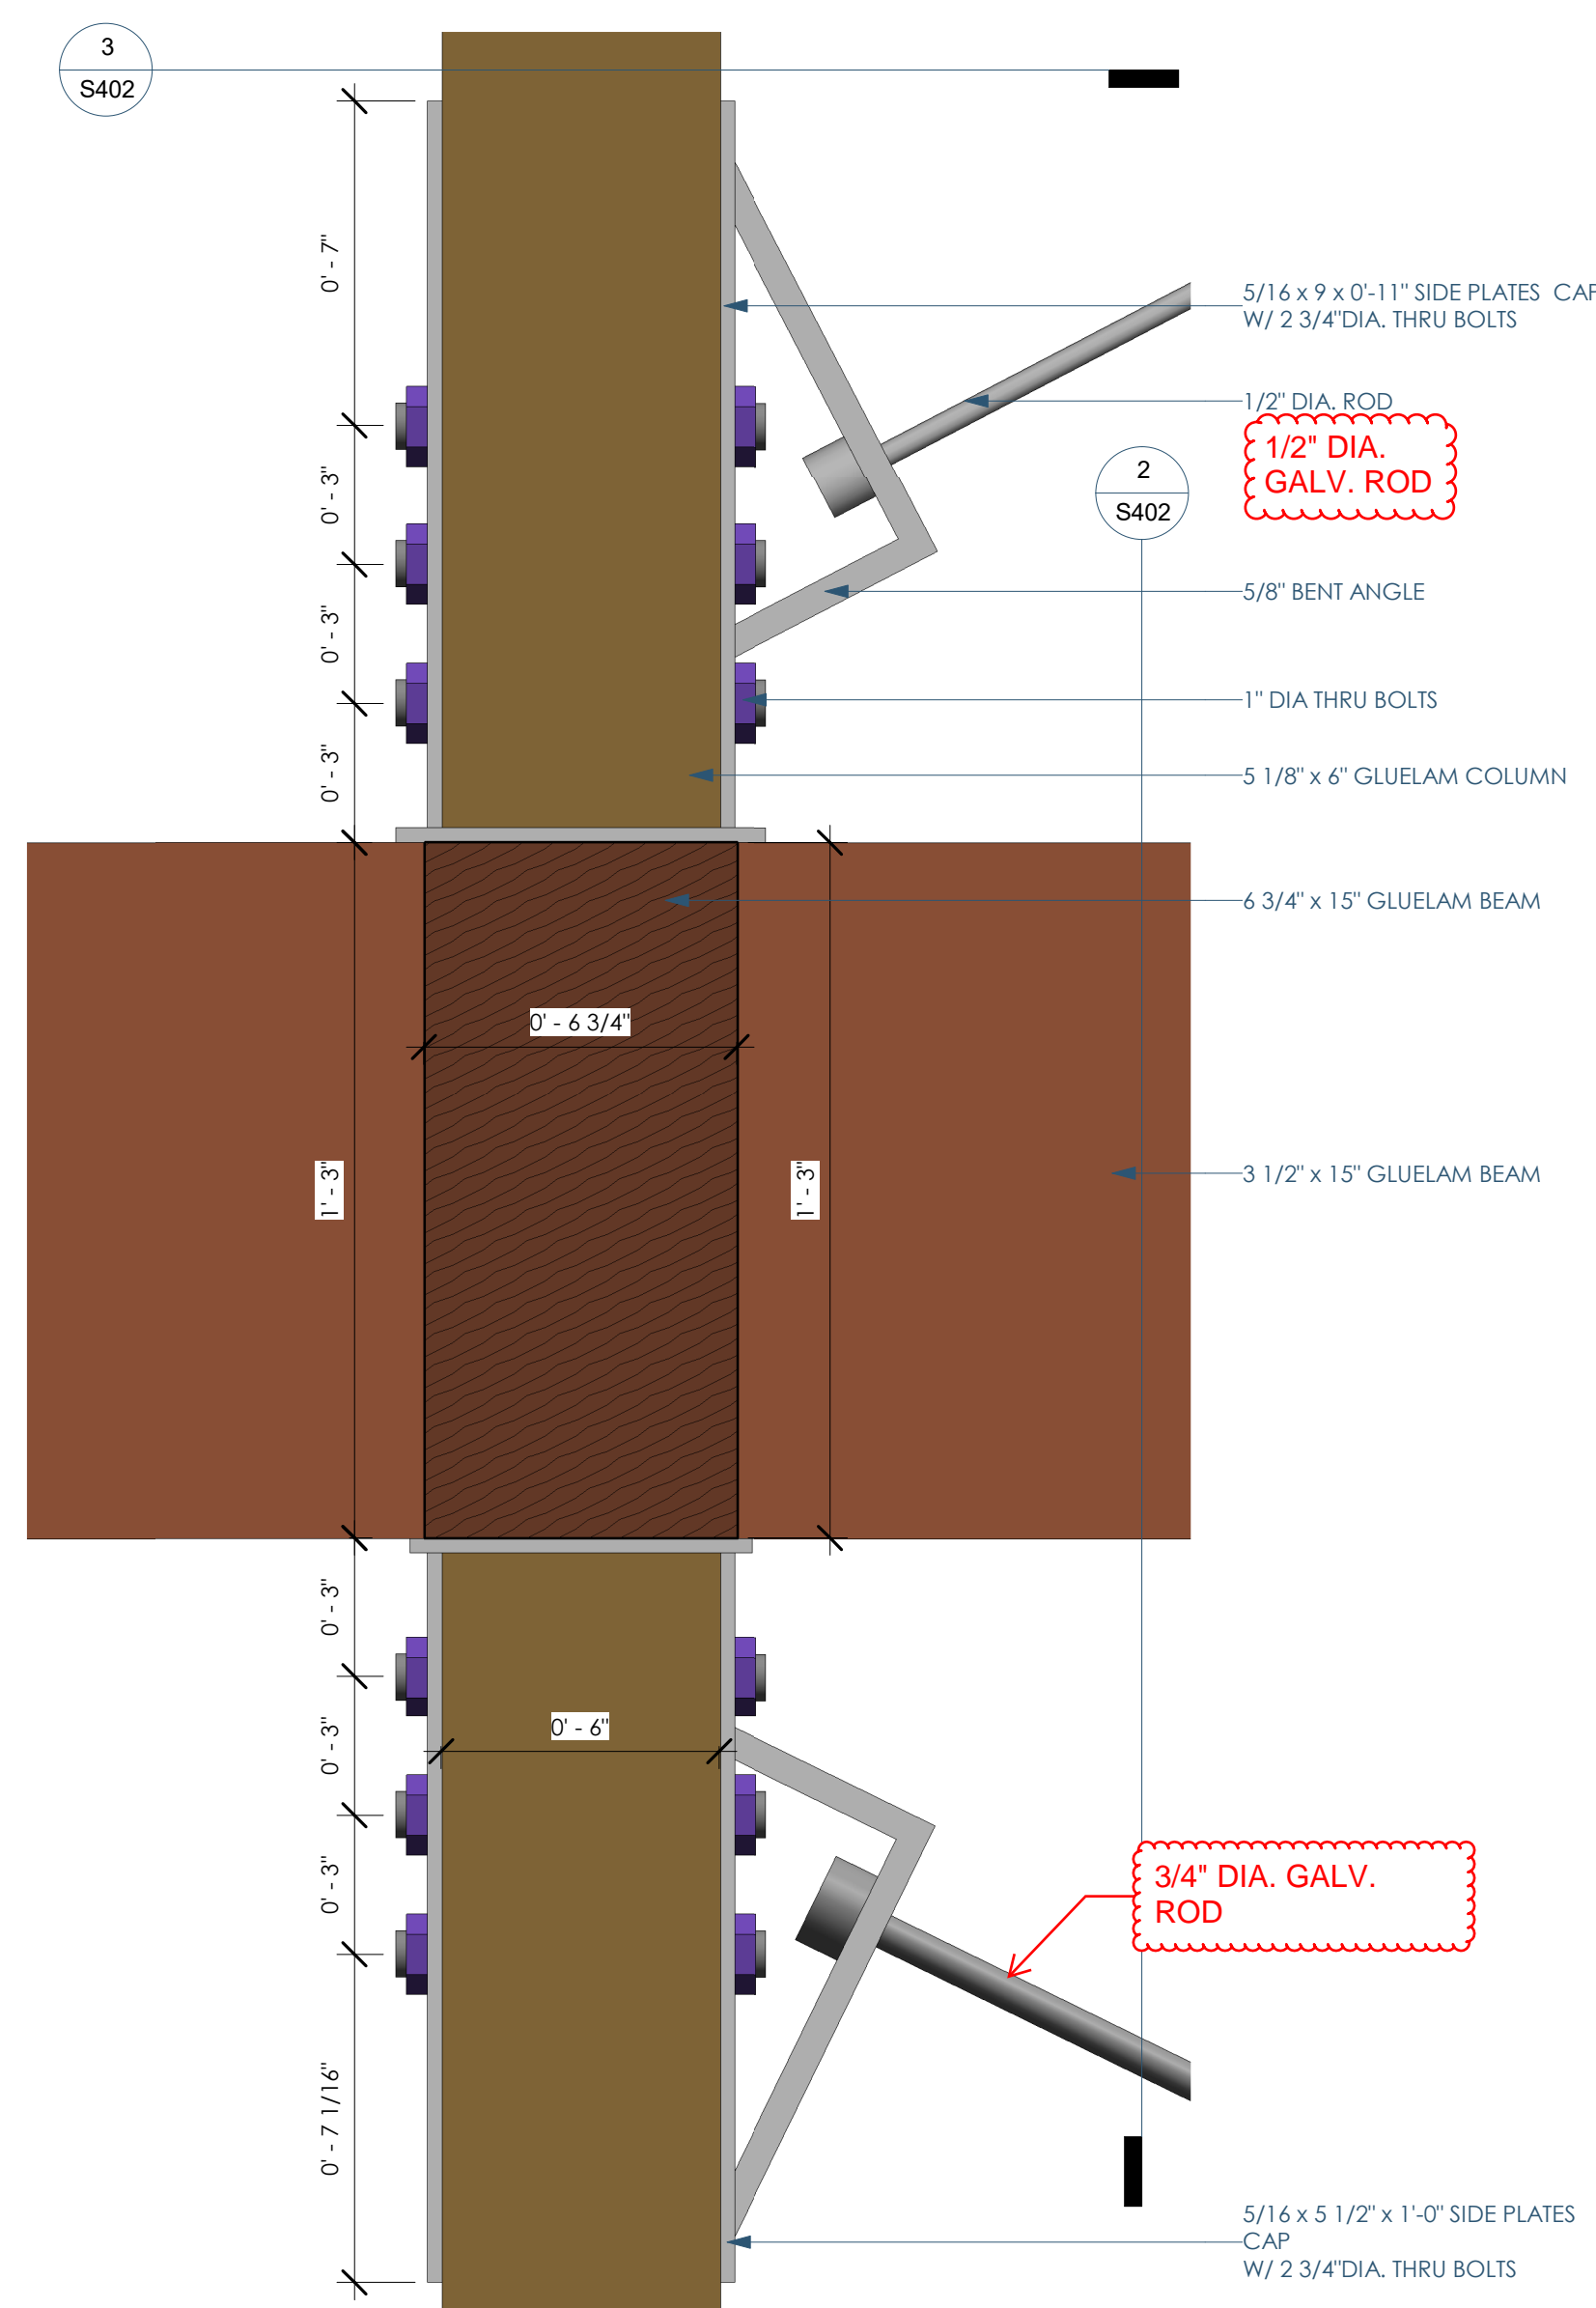 3
S402
0' - 7"
5/16 x 9 x 0'-11" SIDE PLATES CAP
W/ 2 3/4"DIA. THRU BOLTS
1/2" DIA. ROD
1/2" DIA.
GALV. ROD
2
S402
0' - 3"
5/8" BENT ANGLE
0' - 3"
1" DIA THRU BOLTS
0' - 3"
5 1/8" x 6" GLUELAM COLUMN
6 3/4" x 15" GLUELAM BEAM
0' - 6 3/4"
1' - 3"
1' - 3"
3 1/2" x 15" GLUELAM BEAM
0' - 3"
0' - 3"
0' - 6"
0' - 3"
3/4" DIA. GALV.
ROD
0' - 7 1/16"
5/16 x 5 1/2" x 1'-0" SIDE PLATES
CAP
W/ 2 3/4"DIA. THRU BOLTS